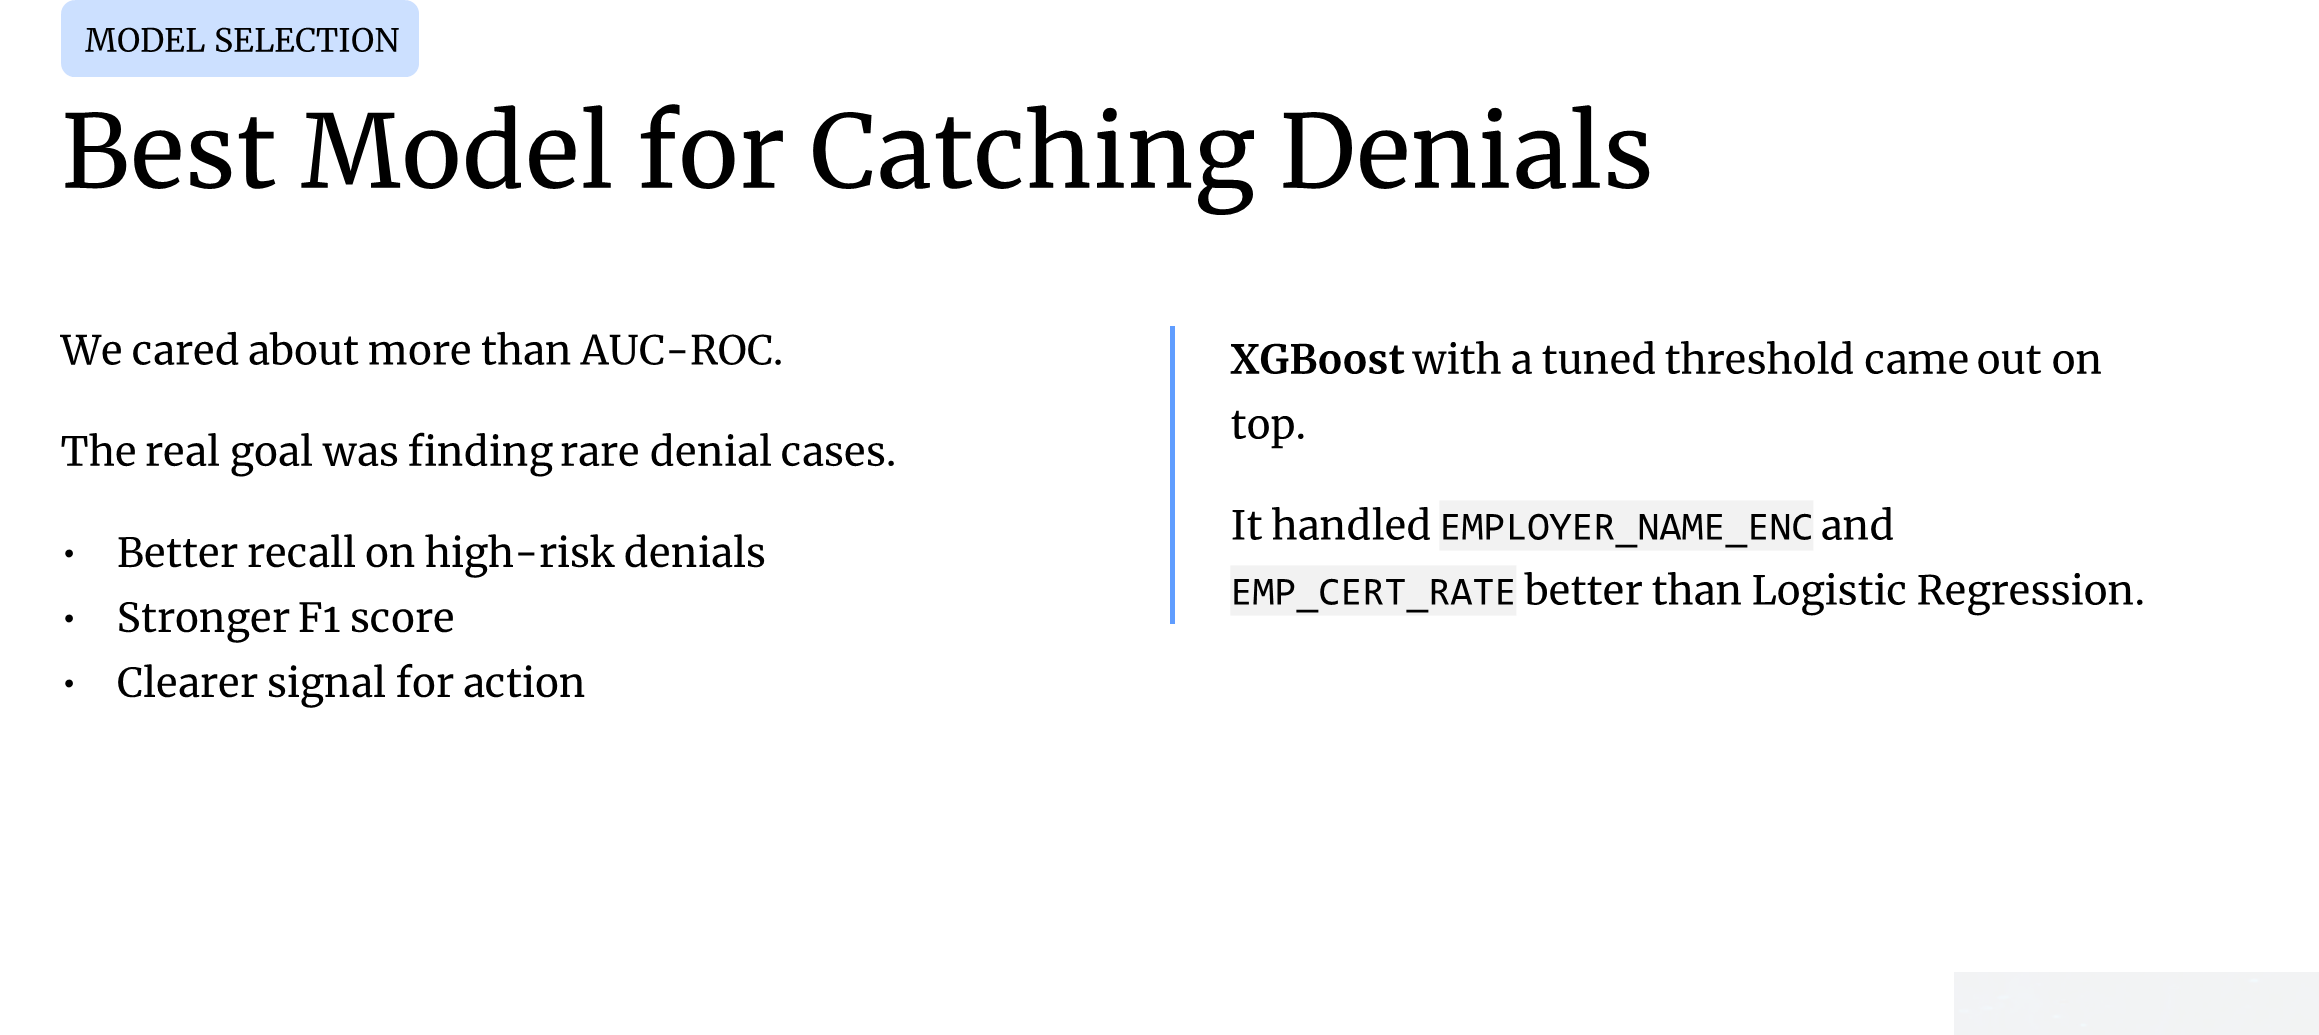 MODEL SELECTION
Best Model for Catching Denials
We cared about more than AUC-ROC.
The real goal was finding rare denial cases.
• Better recall on high-risk denials
• Stronger F1 score
• Clearer signal for action
XGBoost with a tuned threshold came out on
top.
It handled EMPLOYER_NAME_ENC and
EMP_CERT_RATE better than Logistic Regression.